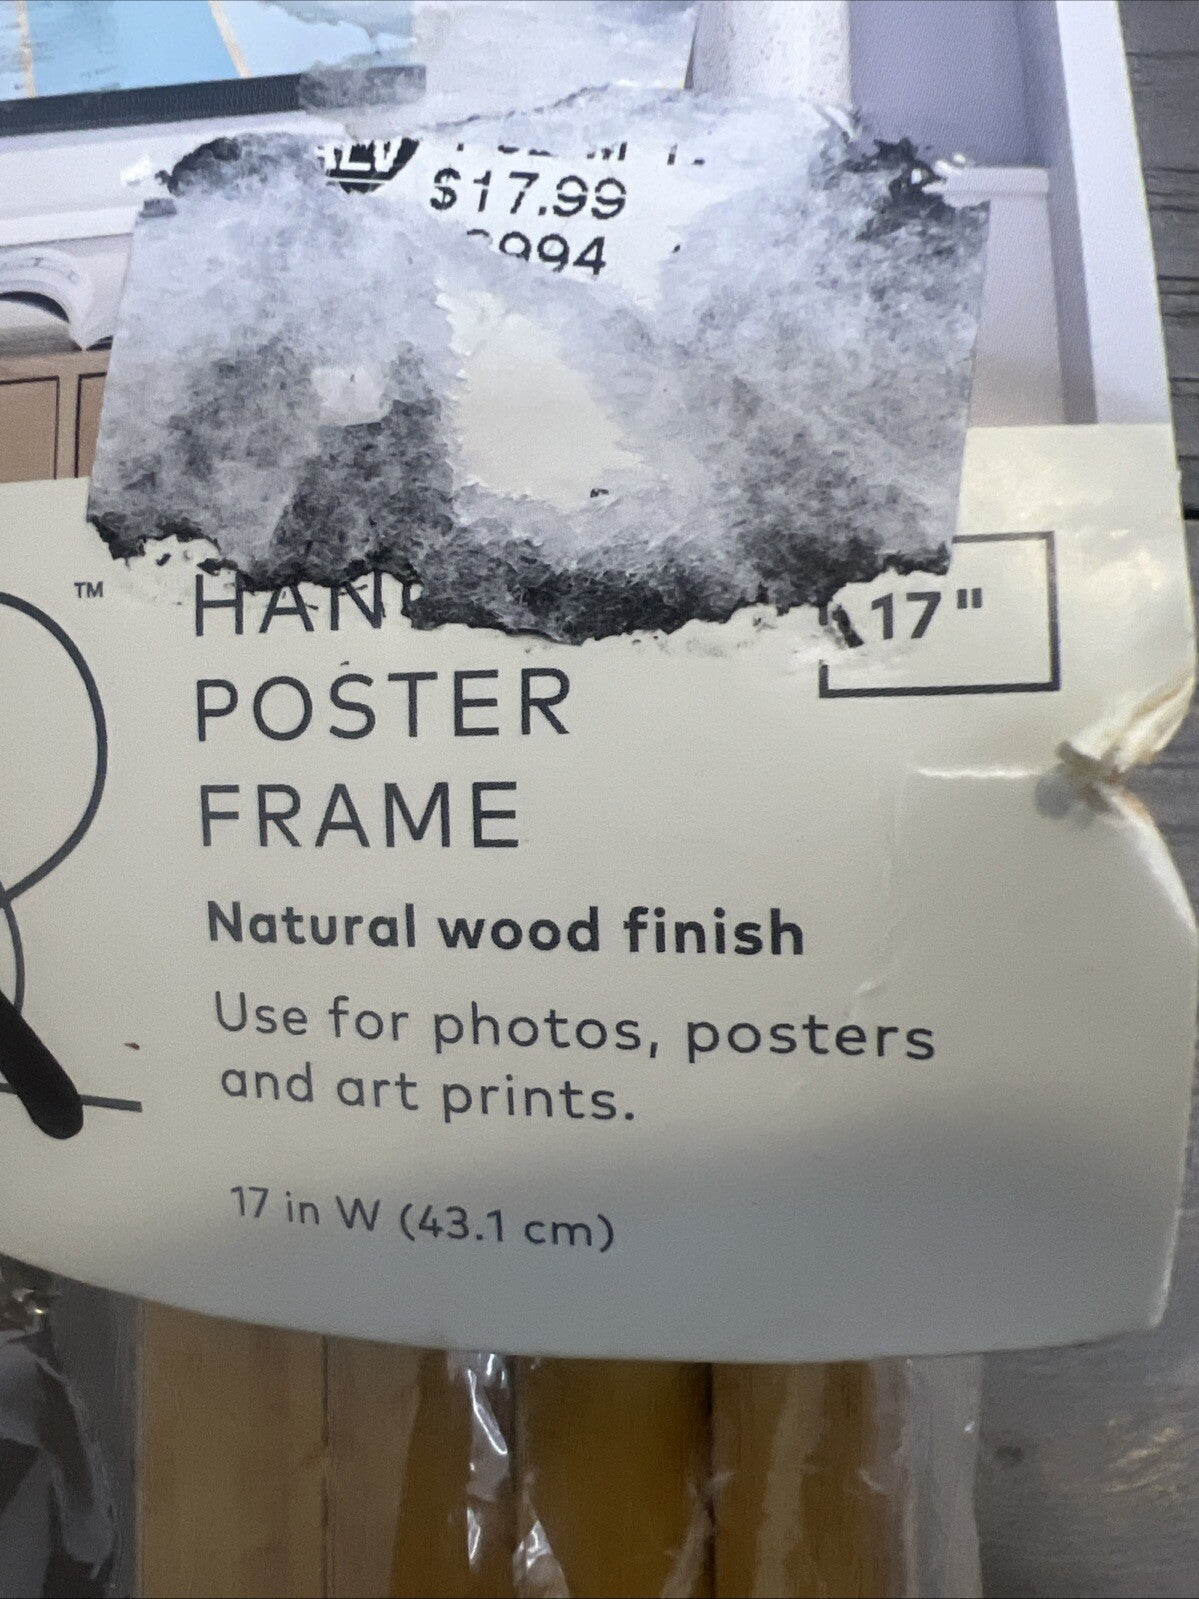 $17.99
994
™
HAN
17"
POSTER
FRAME
Natural wood finish
Use for photos, posters
and art prints.
17 in W (43.1 cm)